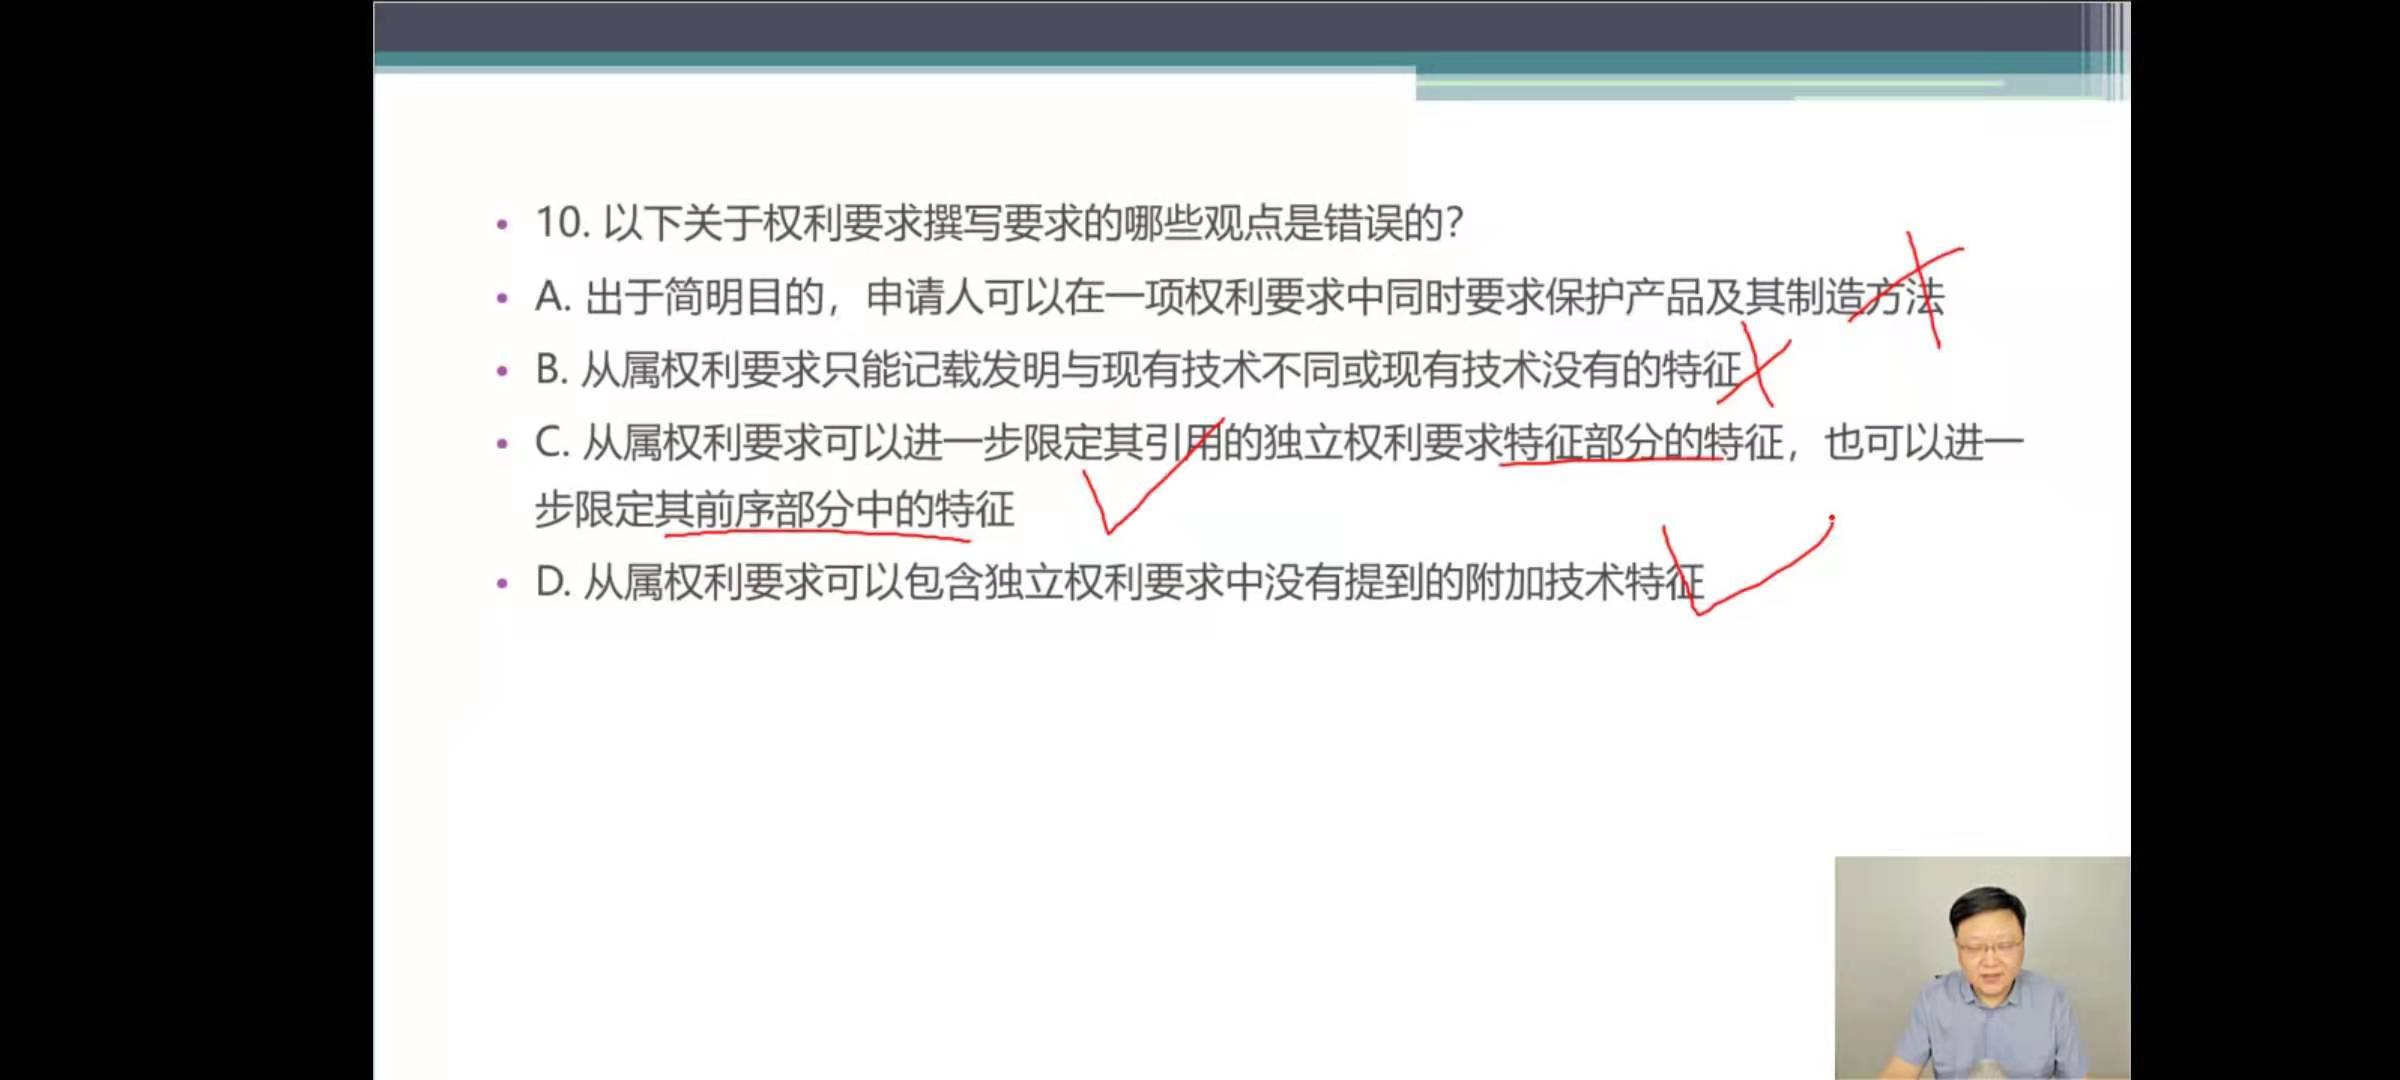 • 10. 以下关于权利要求撰写要求的哪些观点是错误的？
• A. 出于简明目的，申请人可以在一项权利要求中同时要求保护产品及其制造方法
• B. 从属权利要求只能记载发明与现有技术不同或现有技术没有的特征
• C. 从属权利要求可以进一步限定其引用的独立权利要求特征部分的特征，也可以进一
步限定其前序部分中的特征
• D. 从属权利要求可以包含独立权利要求中没有提到的附加技术特征